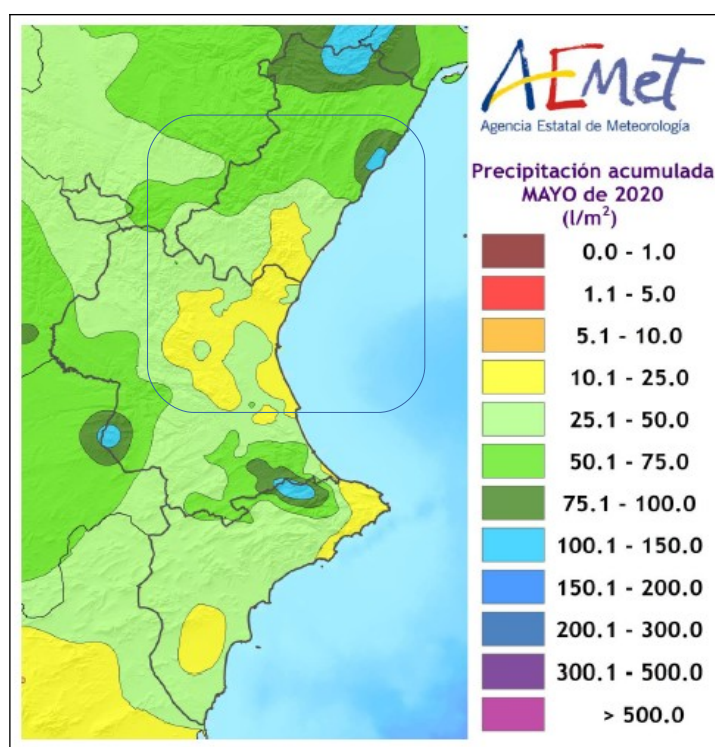 AEMet
Agencia Estatal de Meteorología
Precipitación acumulada
MAYO de 2020
(l/m²)
0.0 - 1.0
1.1 - 5.0
5.1 - 10.0
10.1 - 25.0
25.1 - 50.0
50.1 - 75.0
75.1 - 100.0
100.1 - 150.0
150.1 - 200.0
200.1 - 300.0
300.1 - 500.0
> 500.0